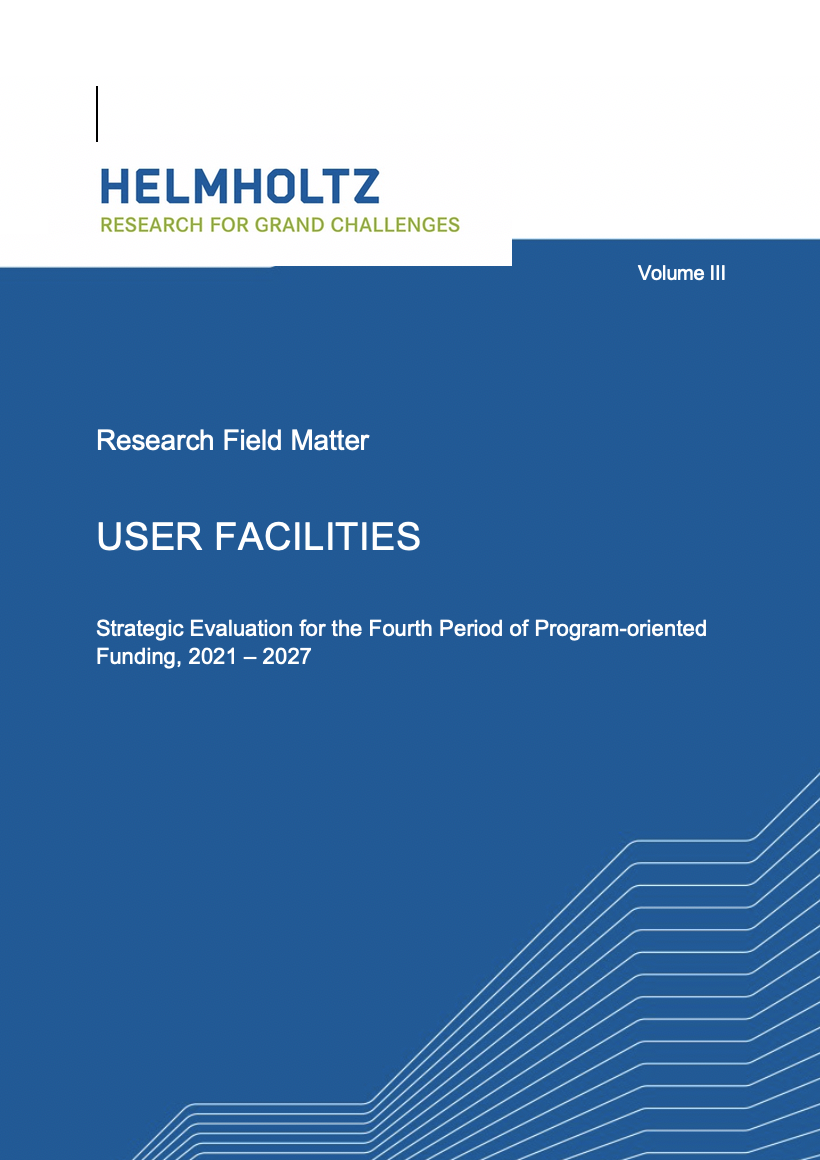 HELMHOLTZ
RESEARCH FOR GRAND CHALLENGES
Volume III
Research Field Matter
USER FACILITIES
Strategic Evaluation for the Fourth Period of Program-oriented
Funding, 2021 – 2027